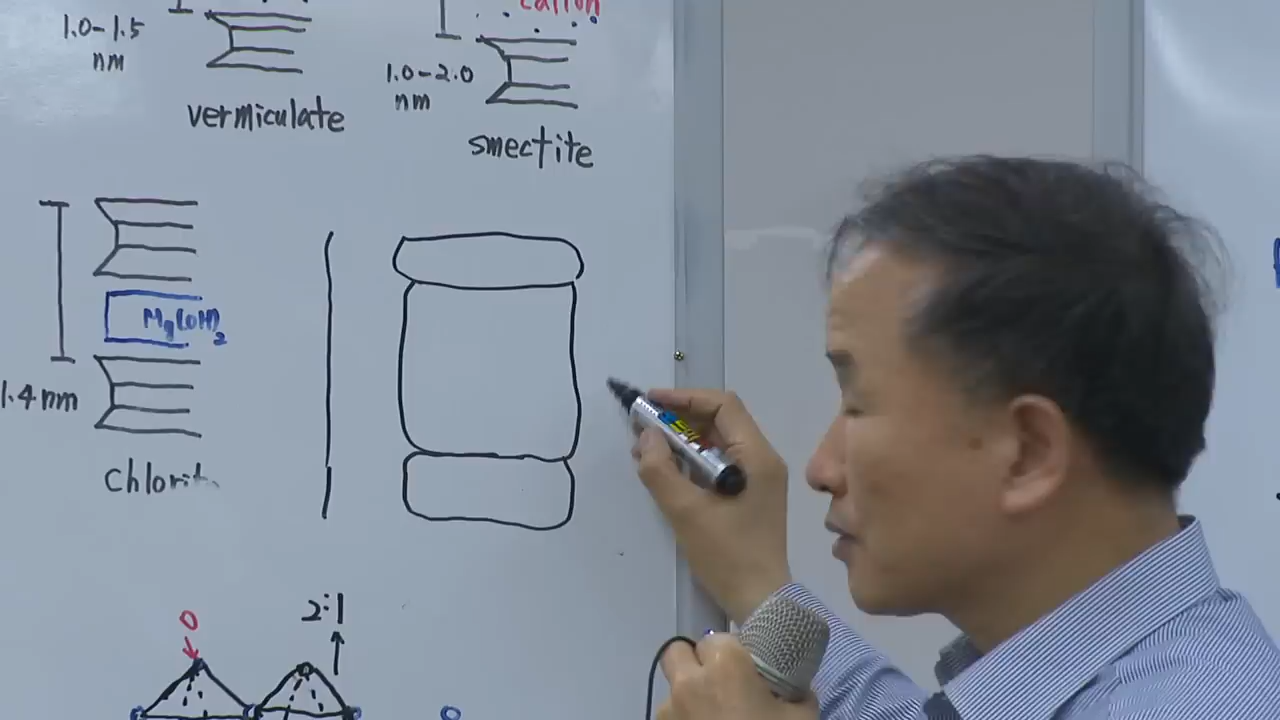 cation
1.0-1.5
nm
1.0-2.0
nm
vermiculate
smectite
Mg(OH)2
1.4nm
chlorit
2:1
O